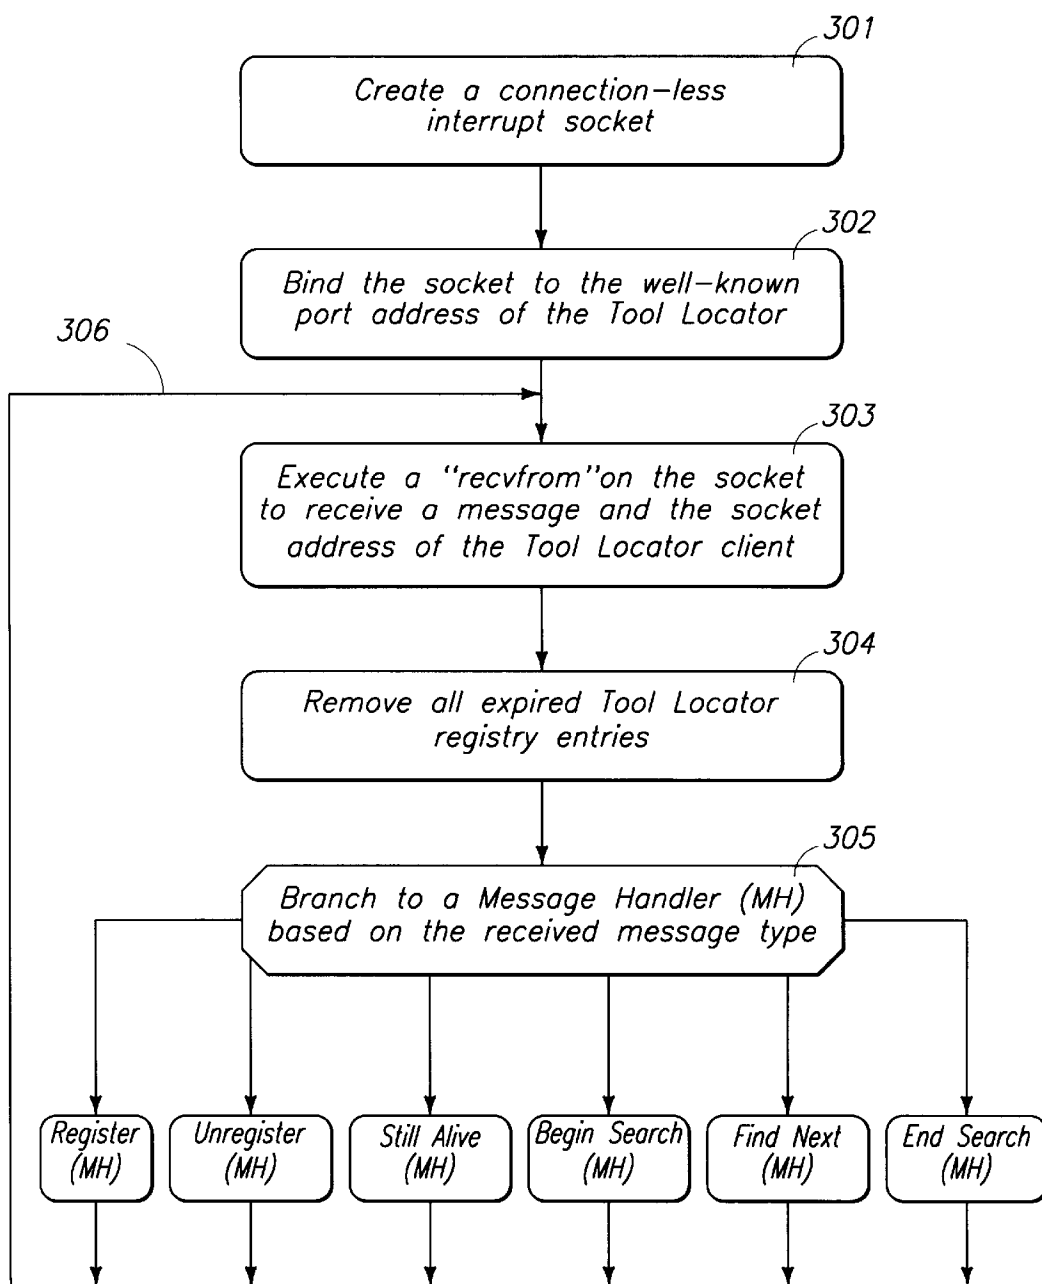 301
Create a connection-less
interrupt socket
302
Bind the socket to the well-known
port address of the Tool Locator
306
303
Execute a “recvfrom”on the socket
to receive a message and the socket
address of the Tool Locator client
304
Remove all expired Tool Locator
registry entries
305
Branch to a Message Handler (MH)
based on the received message type
Register
(MH)
Unregister
(MH)
Still Alive
(MH)
Begin Search
(MH)
Find Next
(MH)
End Search
(MH)